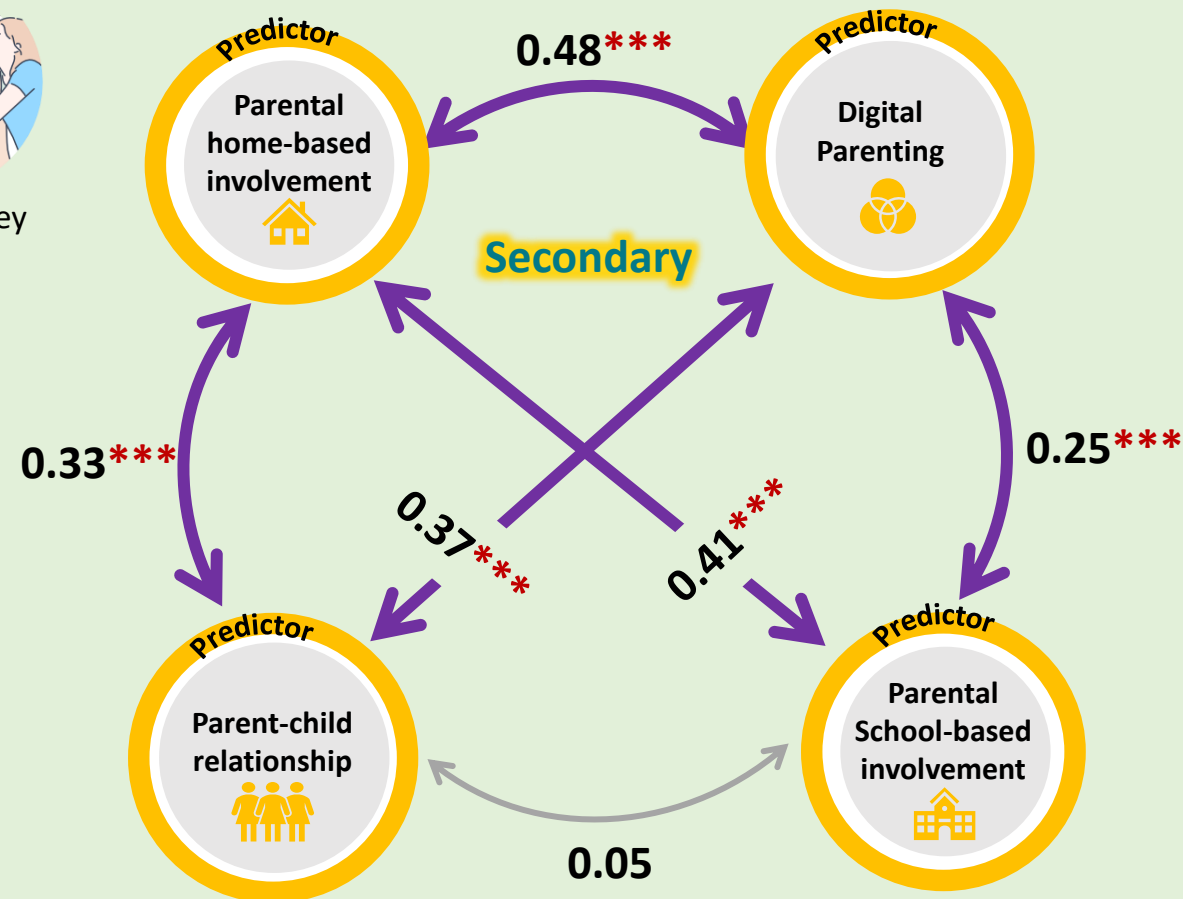 Predictor
Parental
home-based
involvement
0.48***
Predictor
Digital
Parenting
ey
Secondary
0.33***
0.25***
0.37***
0.41***
Predictor
Parent-child
relationship
Predictor
Parental
School-based
involvement
0.05